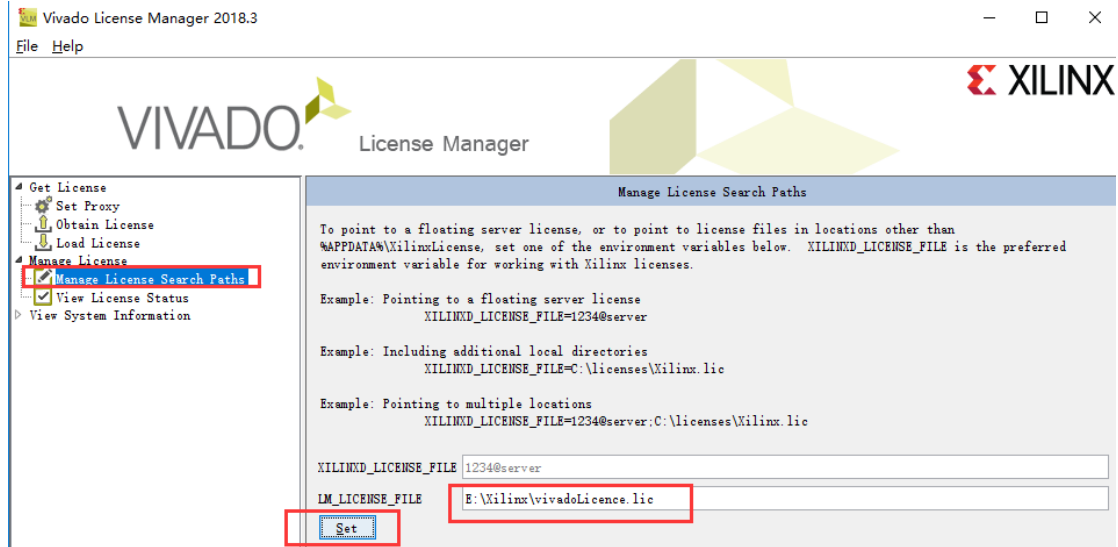 Vivado License Manager 2018.3
File Help
VIVADO.
License Manager
XILINX
Get License
Set Proxy
Obtain License
Load License
Manage License
Manage License Search Paths
View License Status
View System Information
Manage License Search Paths
To point to a floating server license, or to point to license files in locations other than
%APPDATA%\XilinxLicense, set one of the environment variables below. XILINXD_LICENSE_FILE is the preferred
environment variable for working with Xilinx licenses.
Example: Pointing to a floating server license
XILINXD_LICENSE_FILE=1234@server
Example: Including additional local directories
XILINXD_LICENSE_FILE=C:\licenses\Xilinx.lic
Example: Pointing to multiple locations
XILINXD_LICENSE_FILE=1234@server;C:\licenses\Xilinx.lic
XILINXD_LICENSE_FILE 1234@server
LM_LICENSE_FILE E:\Xilinx\vivadoLicence.lic
Set